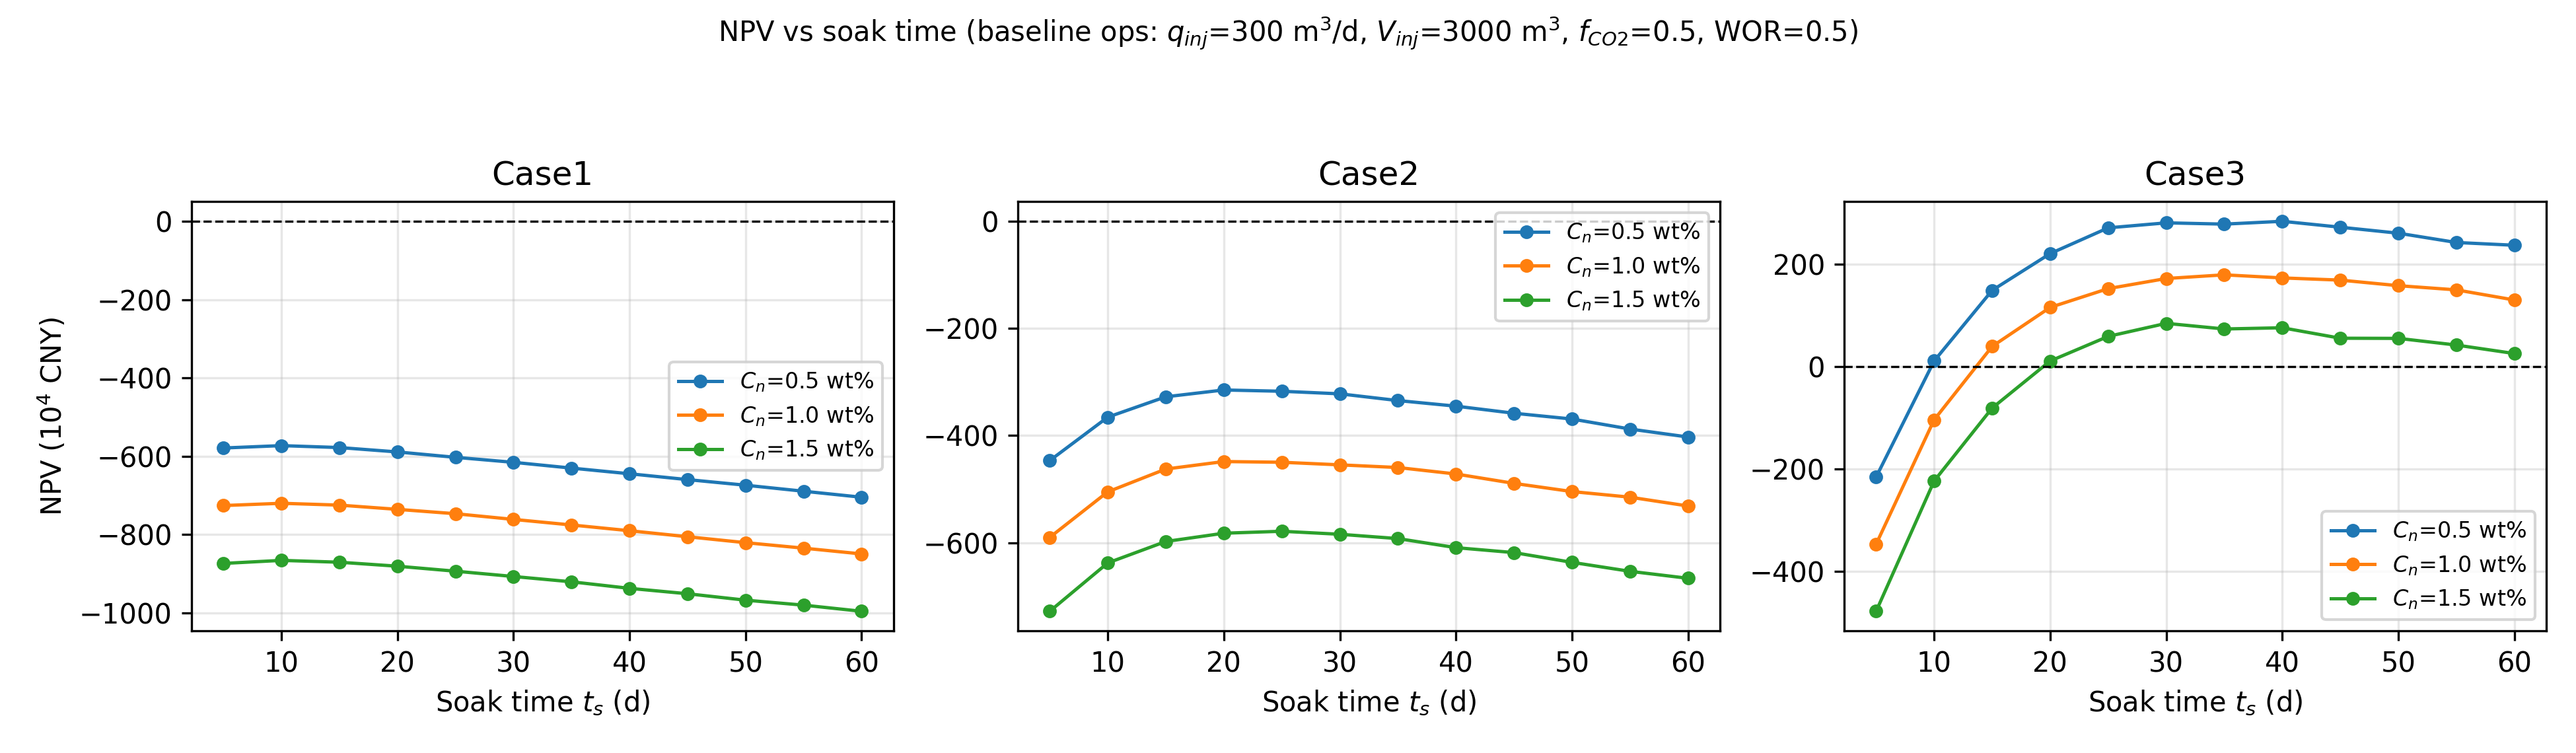 NPV vs soak time (baseline ops: q_inj=300 m³/d, V_inj=3000 m³, f_CO2=0.5, WOR=0.5)
Case1
NPV (10⁴ CNY)
0
−200
−400
−600
−800
−1000
C_n=0.5 wt%
C_n=1.0 wt%
C_n=1.5 wt%
10 20 30 40 50 60
Soak time t_s (d)
Case2
0
−200
−400
−600
C_n=0.5 wt%
C_n=1.0 wt%
C_n=1.5 wt%
10 20 30 40 50 60
Soak time t_s (d)
Case3
200
0
−200
−400
C_n=0.5 wt%
C_n=1.0 wt%
C_n=1.5 wt%
10 20 30 40 50 60
Soak time t_s (d)